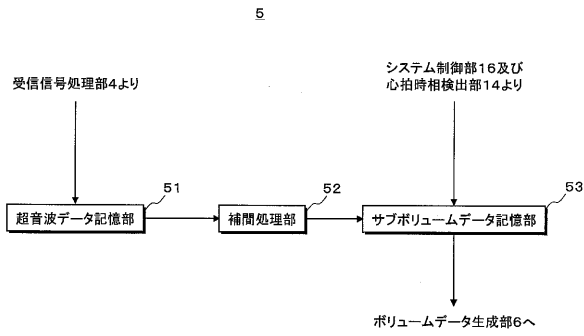 5
受信信号処理部4より
システム制御部16及び
心拍時相検出部14より
51
52
53
超音波データ記憶部
補間処理部
サブボリュームデータ記憶部
ボリュームデータ生成部6へ